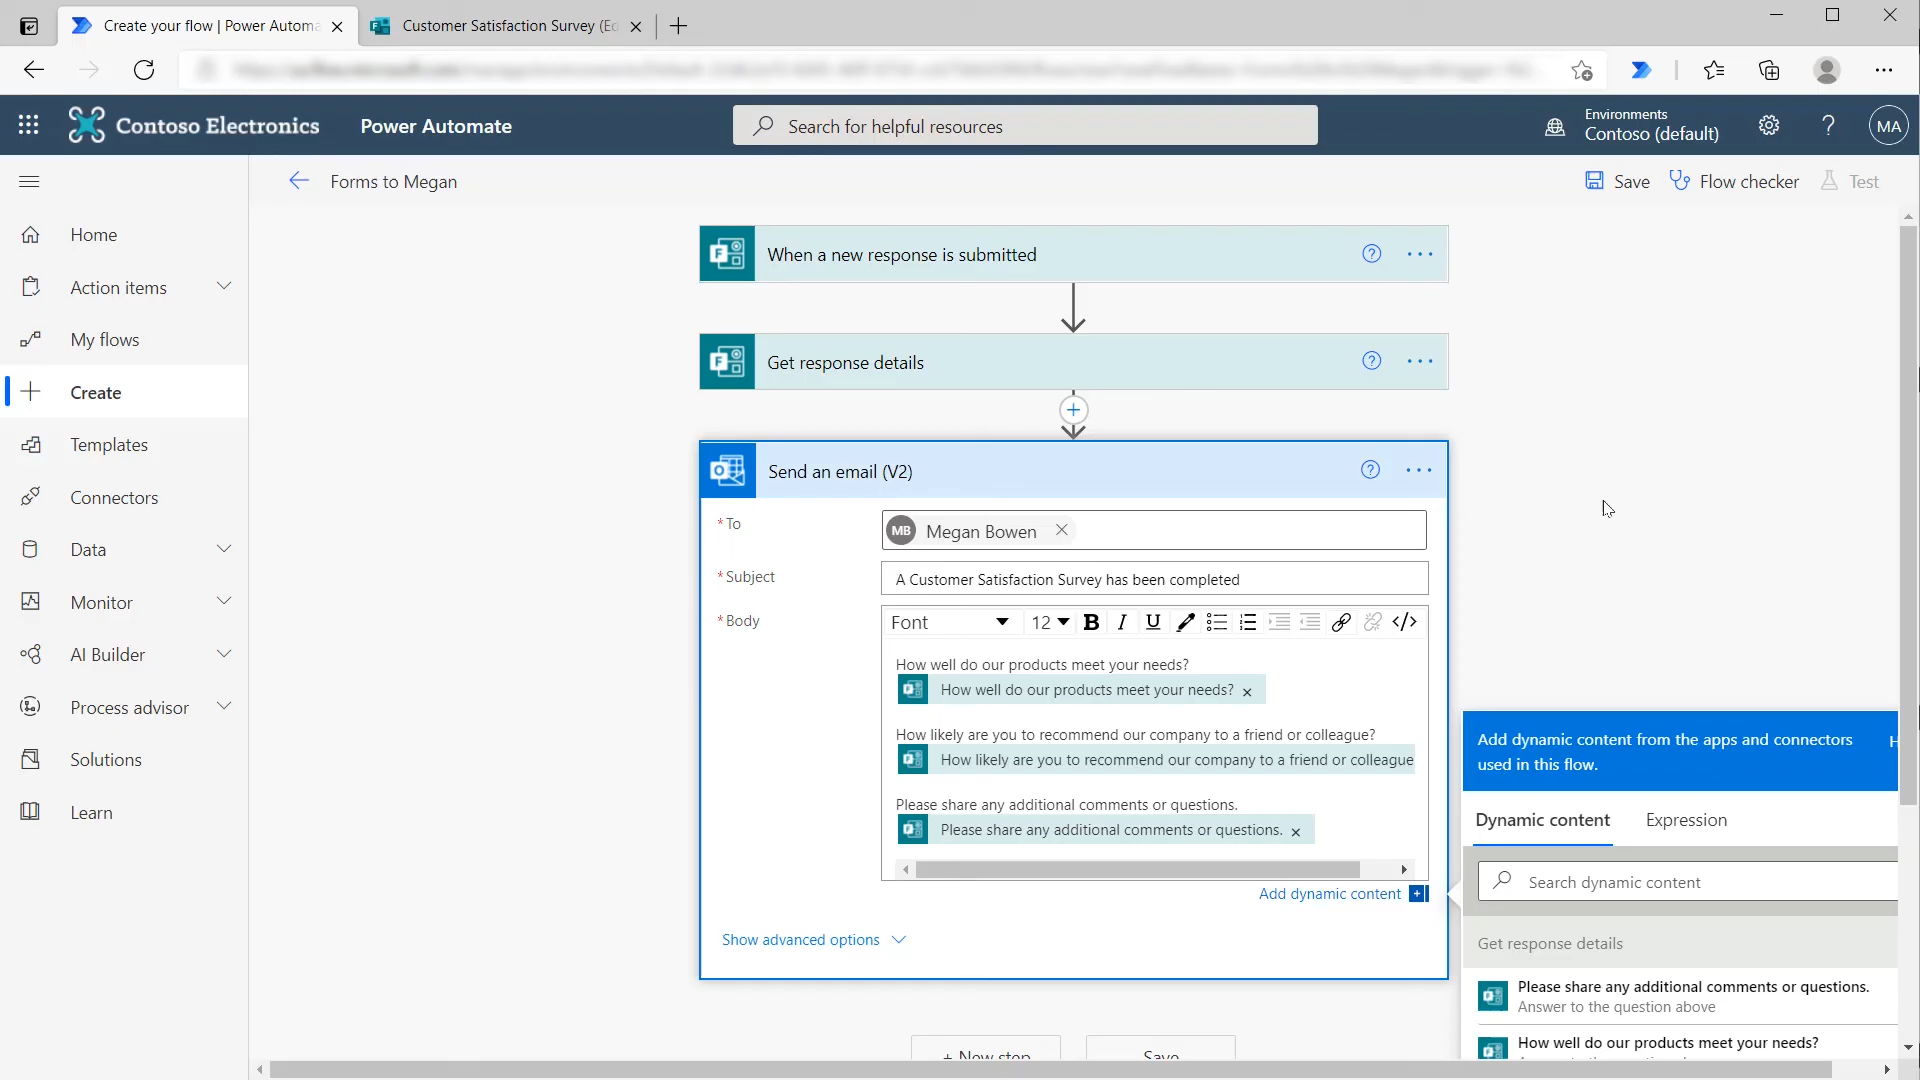 Create your flow | Power Automa
Customer Satisfaction Survey (Ed
Contoso Electronics
Power Automate
Search for helpful resources
Environments
Contoso (default)
MA
Forms to Megan
Save
Flow checker
Test
Home
Action items
My flows
Create
Templates
Connectors
Data
Monitor
AI Builder
Process advisor
Solutions
Learn
When a new response is submitted
Get response details
Send an email (V2)
*To
MB Megan Bowen
*Subject
A Customer Satisfaction Survey has been completed
*Body
Font
12
B I U </>
How well do our products meet your needs?
How well do our products meet your needs?
How likely are you to recommend our company to a friend or colleague?
How likely are you to recommend our company to a friend or colleague
Please share any additional comments or questions.
Please share any additional comments or questions.
Add dynamic content
Show advanced options
+ New step
Save
Add dynamic content from the apps and connectors
used in this flow.
Dynamic content
Expression
Search dynamic content
Get response details
Please share any additional comments or questions.
Answer to the question above
How well do our products meet your needs?